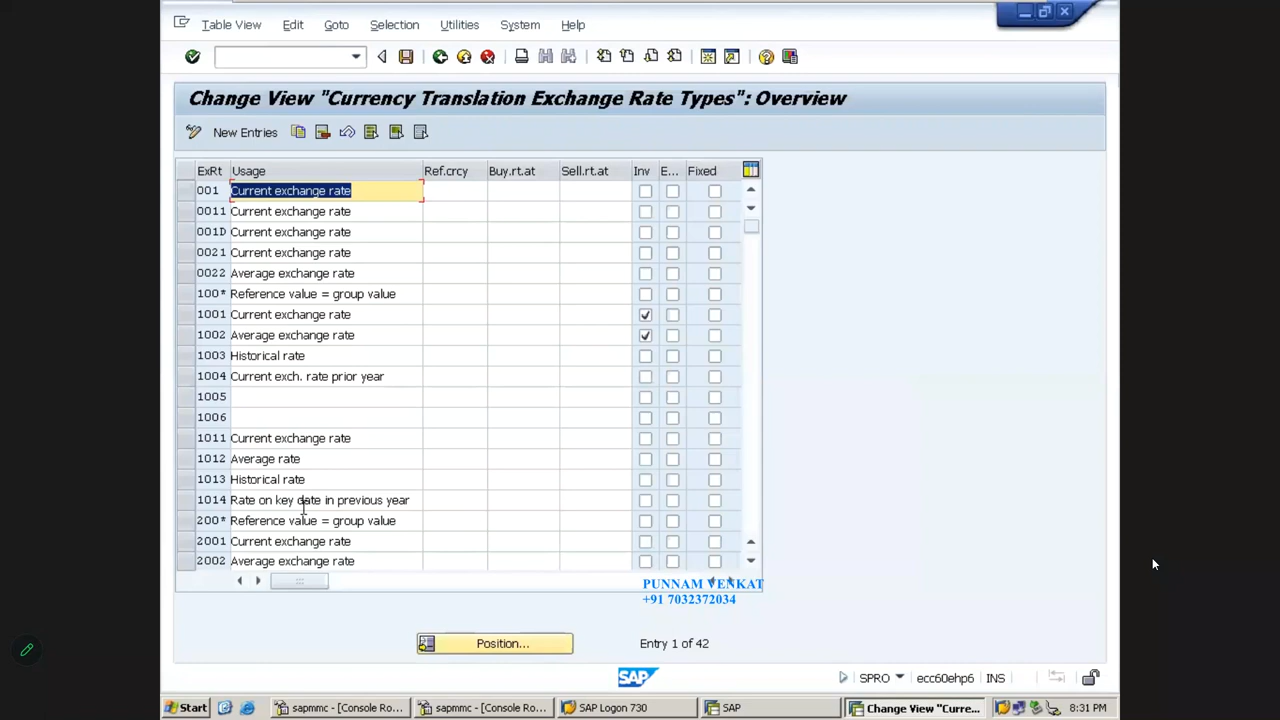 Table View Edit Goto Selection Utilities System Help
Change View "Currency Translation Exchange Rate Types": Overview
New Entries
ExRt Usage Ref.crcy Buy.rt.at Sell.rt.at Inv E... Fixed
001 Current exchange rate
0011 Current exchange rate
001D Current exchange rate
0021 Current exchange rate
0022 Average exchange rate
100* Reference value = group value
1001 Current exchange rate
1002 Average exchange rate
1003 Historical rate
1004 Current exch. rate prior year
1005
1006
1011 Current exchange rate
1012 Average rate
1013 Historical rate
1014 Rate on key date in previous year
200* Reference value = group value
2001 Current exchange rate
2002 Average exchange rate
PUNNAM VENKAT
+91 7032372034
Position... Entry 1 of 42
SAP
SPRO ecc60ehp6 INS
Start sapmmc - [Console Ro... sapmmc - [Console Ro... SAP Logon 730 SAP Change View "Curre... 8:31 PM